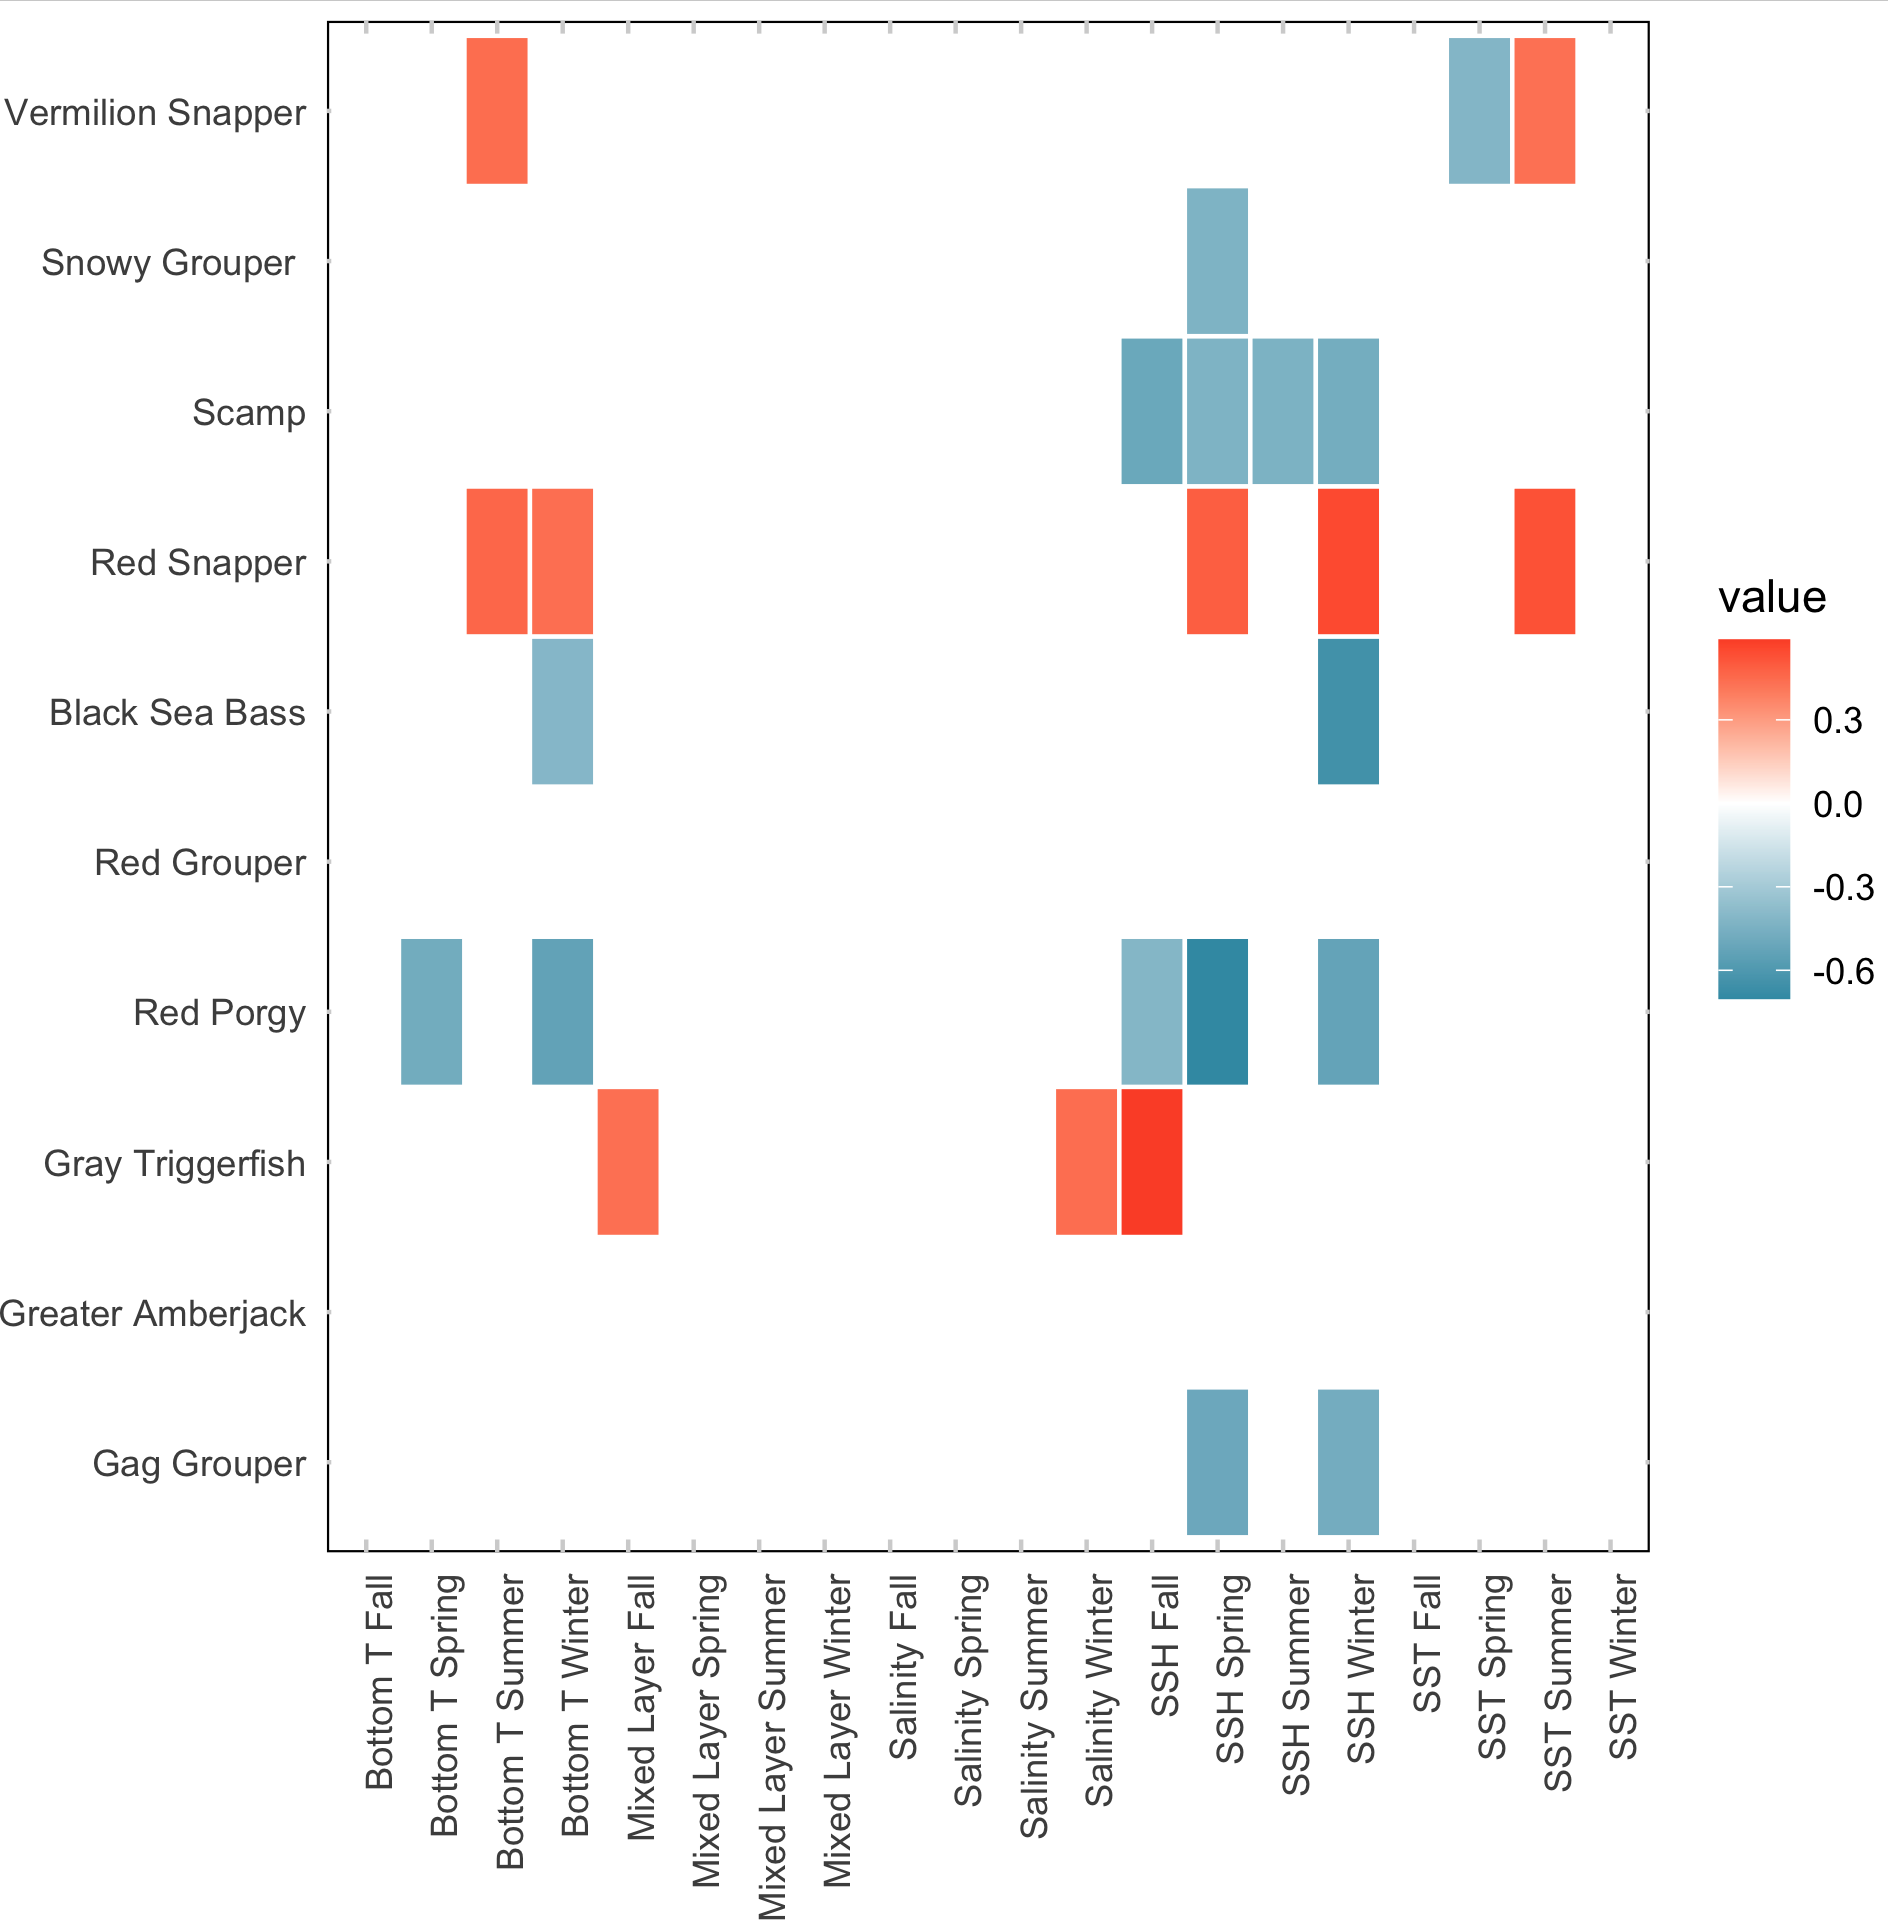 Vermilion Snapper
Snowy Grouper
Scamp
Red Snapper
Black Sea Bass
Red Grouper
Red Porgy
Gray Triggerfish
Greater Amberjack
Gag Grouper
Bottom T Fall
Bottom T Spring
Bottom T Summer
Bottom T Winter
Mixed Layer Fall
Mixed Layer Spring
Mixed Layer Summer
Mixed Layer Winter
Salinity Fall
Salinity Spring
Salinity Summer
Salinity Winter
SSH Fall
SSH Spring
SSH Summer
SSH Winter
SST Fall
SST Spring
SST Summer
SST Winter
value
0.3
0.0
-0.3
-0.6